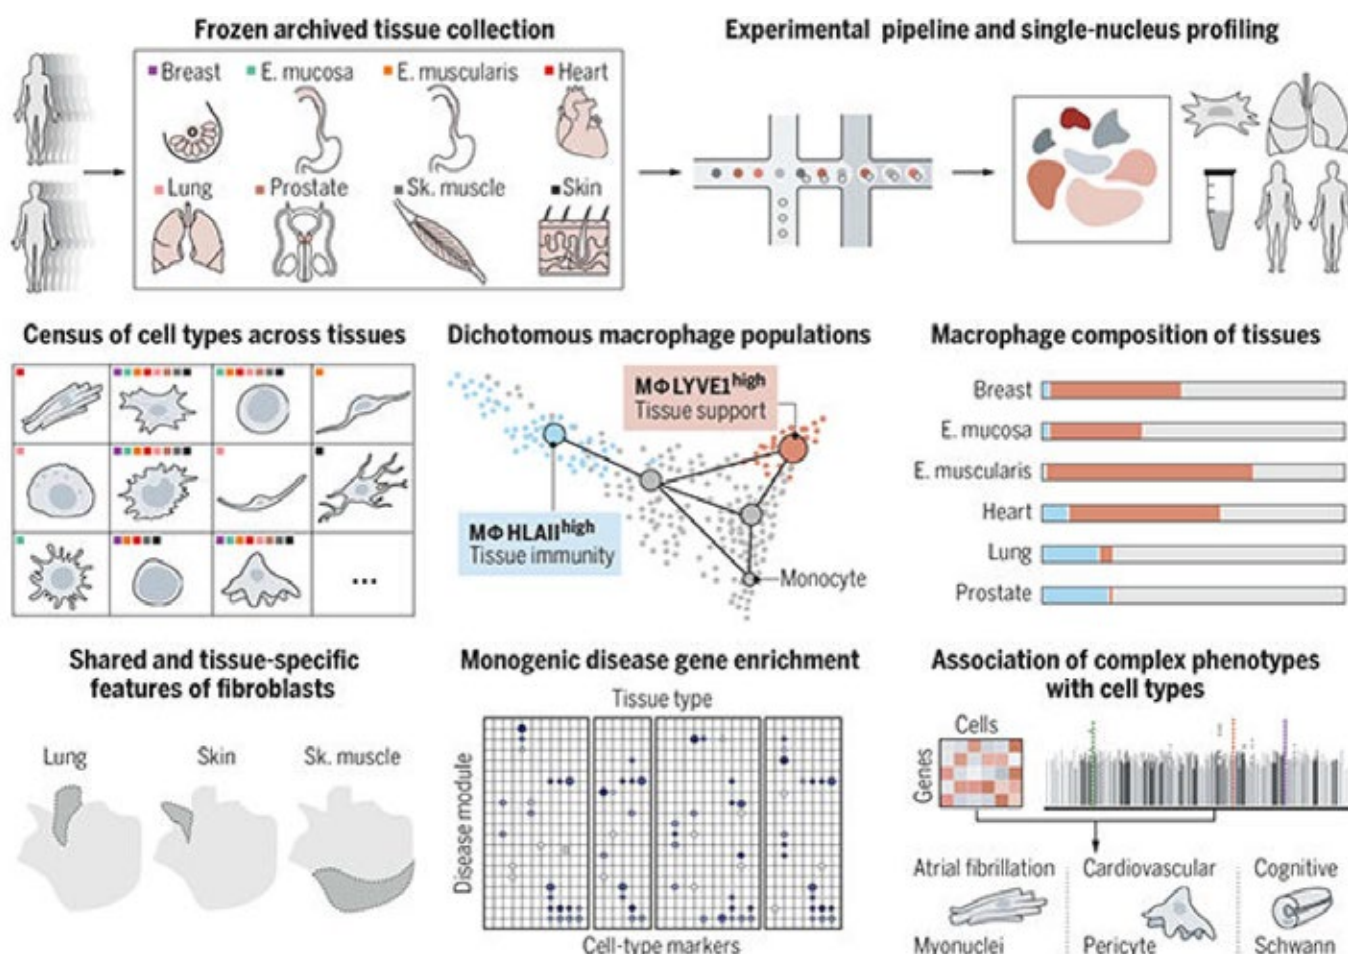 Frozen archived tissue collection
Experimental pipeline and single-nucleus profiling
Breast E. mucosa E. muscularis Heart
Lung Prostate Sk. muscle Skin
Census of cell types across tissues
...
Dichotomous macrophage populations
MΦ LYVE1high
Tissue support
MΦ HLAIIhigh
Tissue immunity
Monocyte
Macrophage composition of tissues
Breast
E. mucosa
E. muscularis
Heart
Lung
Prostate
Shared and tissue-specific
features of fibroblasts
Lung Skin Sk. muscle
Monogenic disease gene enrichment
Tissue type
Disease module
Cell-type markers
Association of complex phenotypes
with cell types
Cells
Genes
Atrial fibrillation Cardiovascular Cognitive
Myonuclei Pericyte Schwann